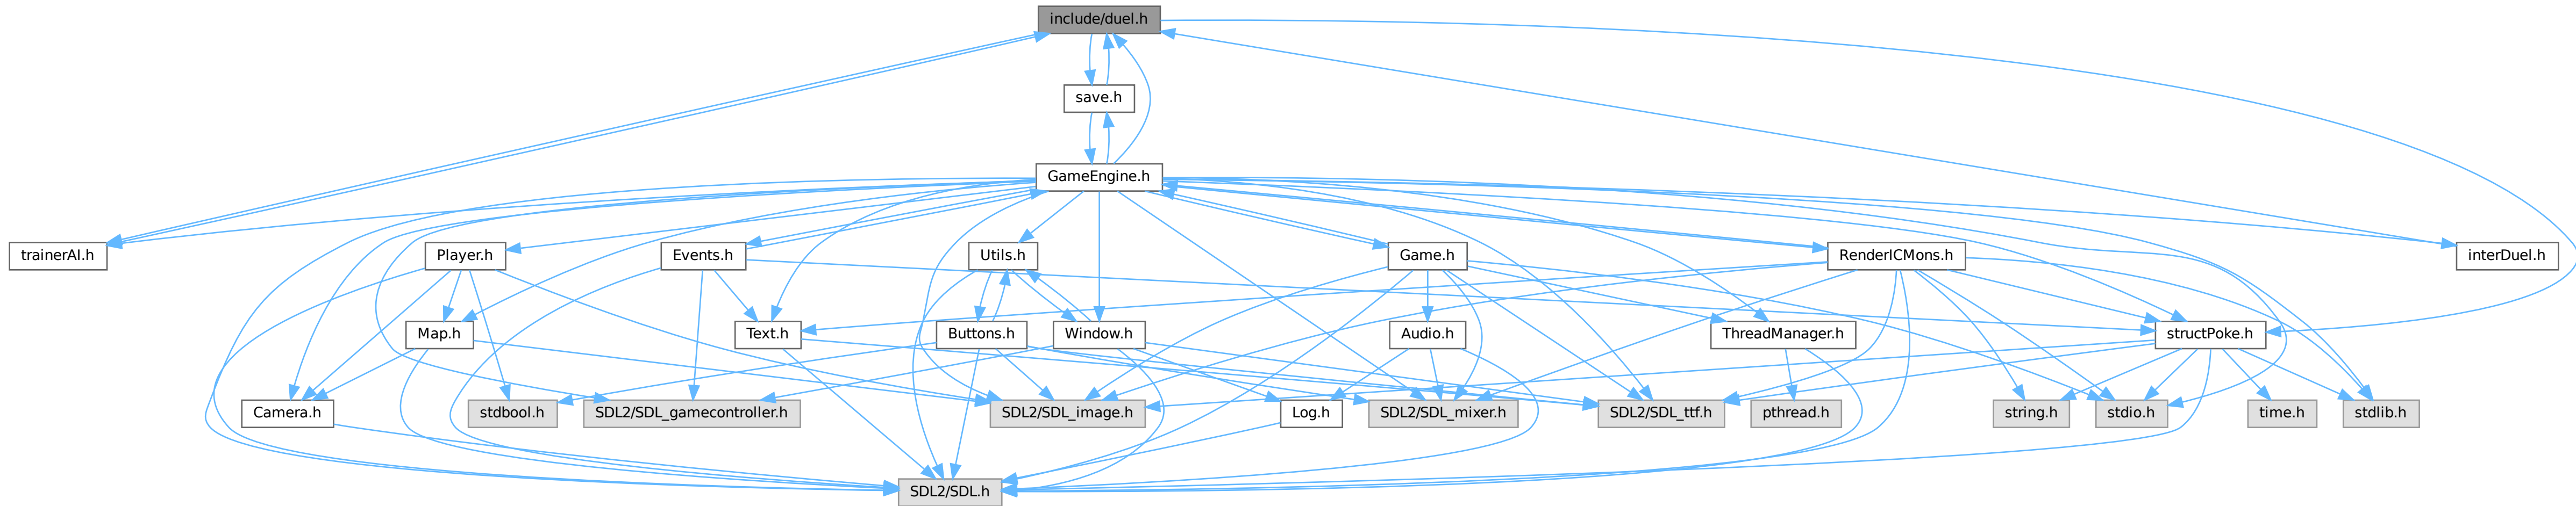 include/duel.h
save.h
GameEngine.h
trainerAI.h
Player.h
Events.h
Utils.h
Game.h
RenderICMons.h
interDuel.h
Map.h
Text.h
Buttons.h
Window.h
Audio.h
ThreadManager.h
structPoke.h
Camera.h
stdbool.h
SDL2/SDL_gamecontroller.h
SDL2/SDL_image.h
Log.h
SDL2/SDL_mixer.h
SDL2/SDL_ttf.h
pthread.h
string.h
stdio.h
time.h
stdlib.h
SDL2/SDL.h